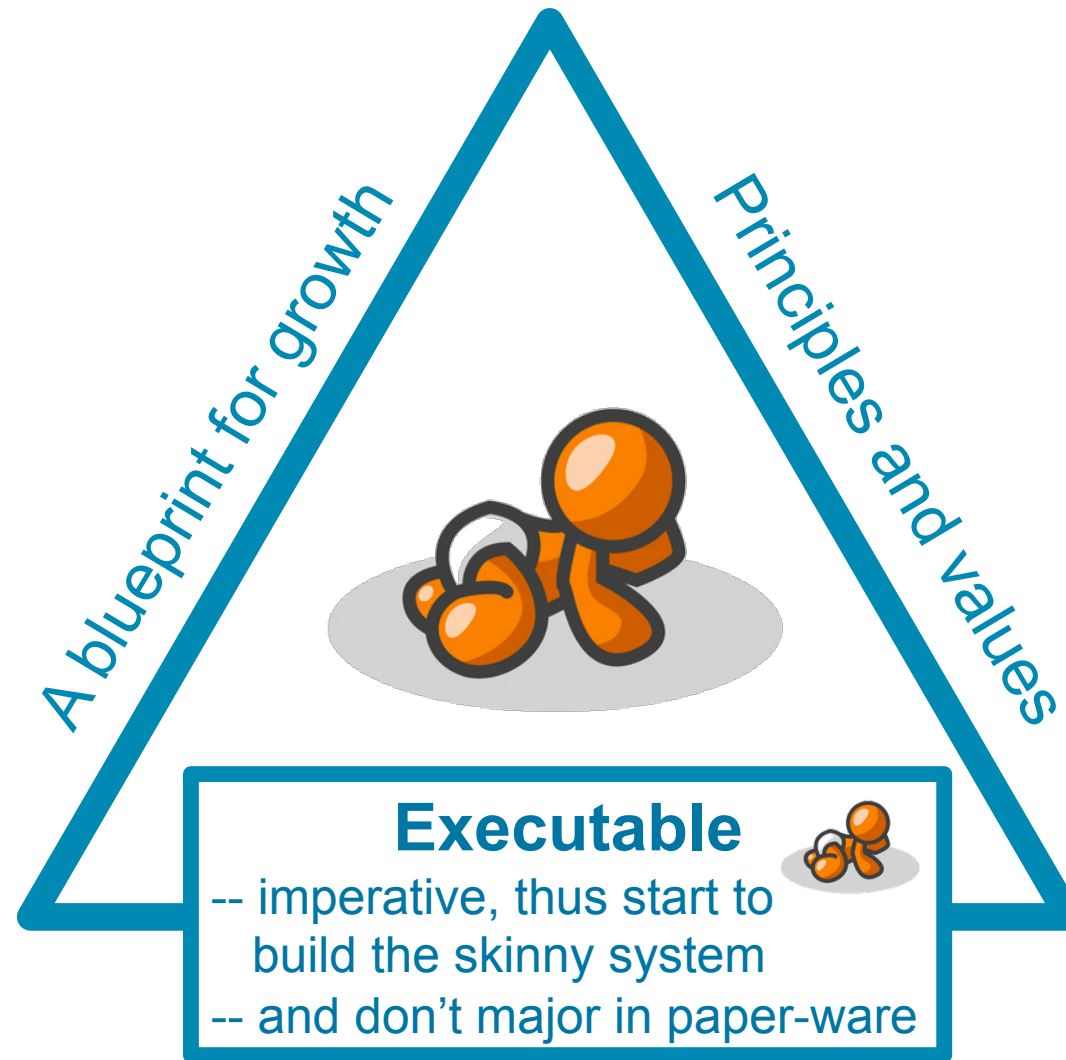 A blueprint for growth
Principles and values
Executable
-- imperative, thus start to
build the skinny system
-- and don’t major in paper-ware